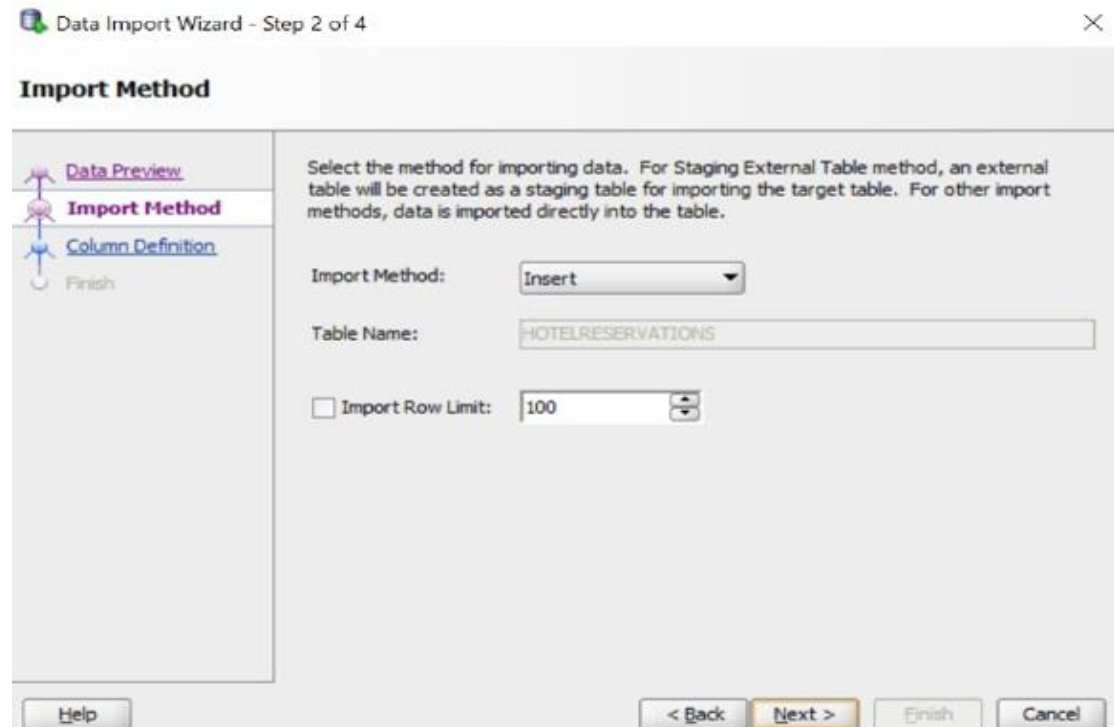 Data Import Wizard - Step 2 of 4
Import Method
Data Preview
Import Method
Column Definition
Finish
Select the method for importing data. For Staging External Table method, an external
table will be created as a staging table for importing the target table. For other import
methods, data is imported directly into the table.
Import Method: Insert
Table Name: HOTELRESERVATIONS
Import Row Limit: 100
Help < Back Next > Finish Cancel